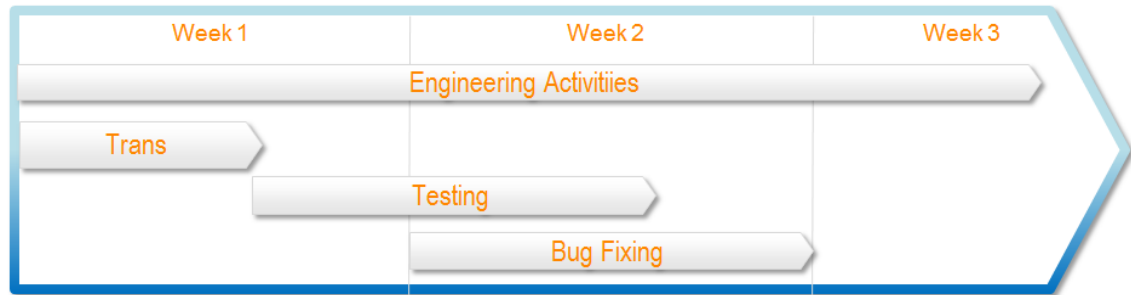 Week 1
Week 2
Week 3
Engineering Activitiies
Trans
Testing
Bug Fixing